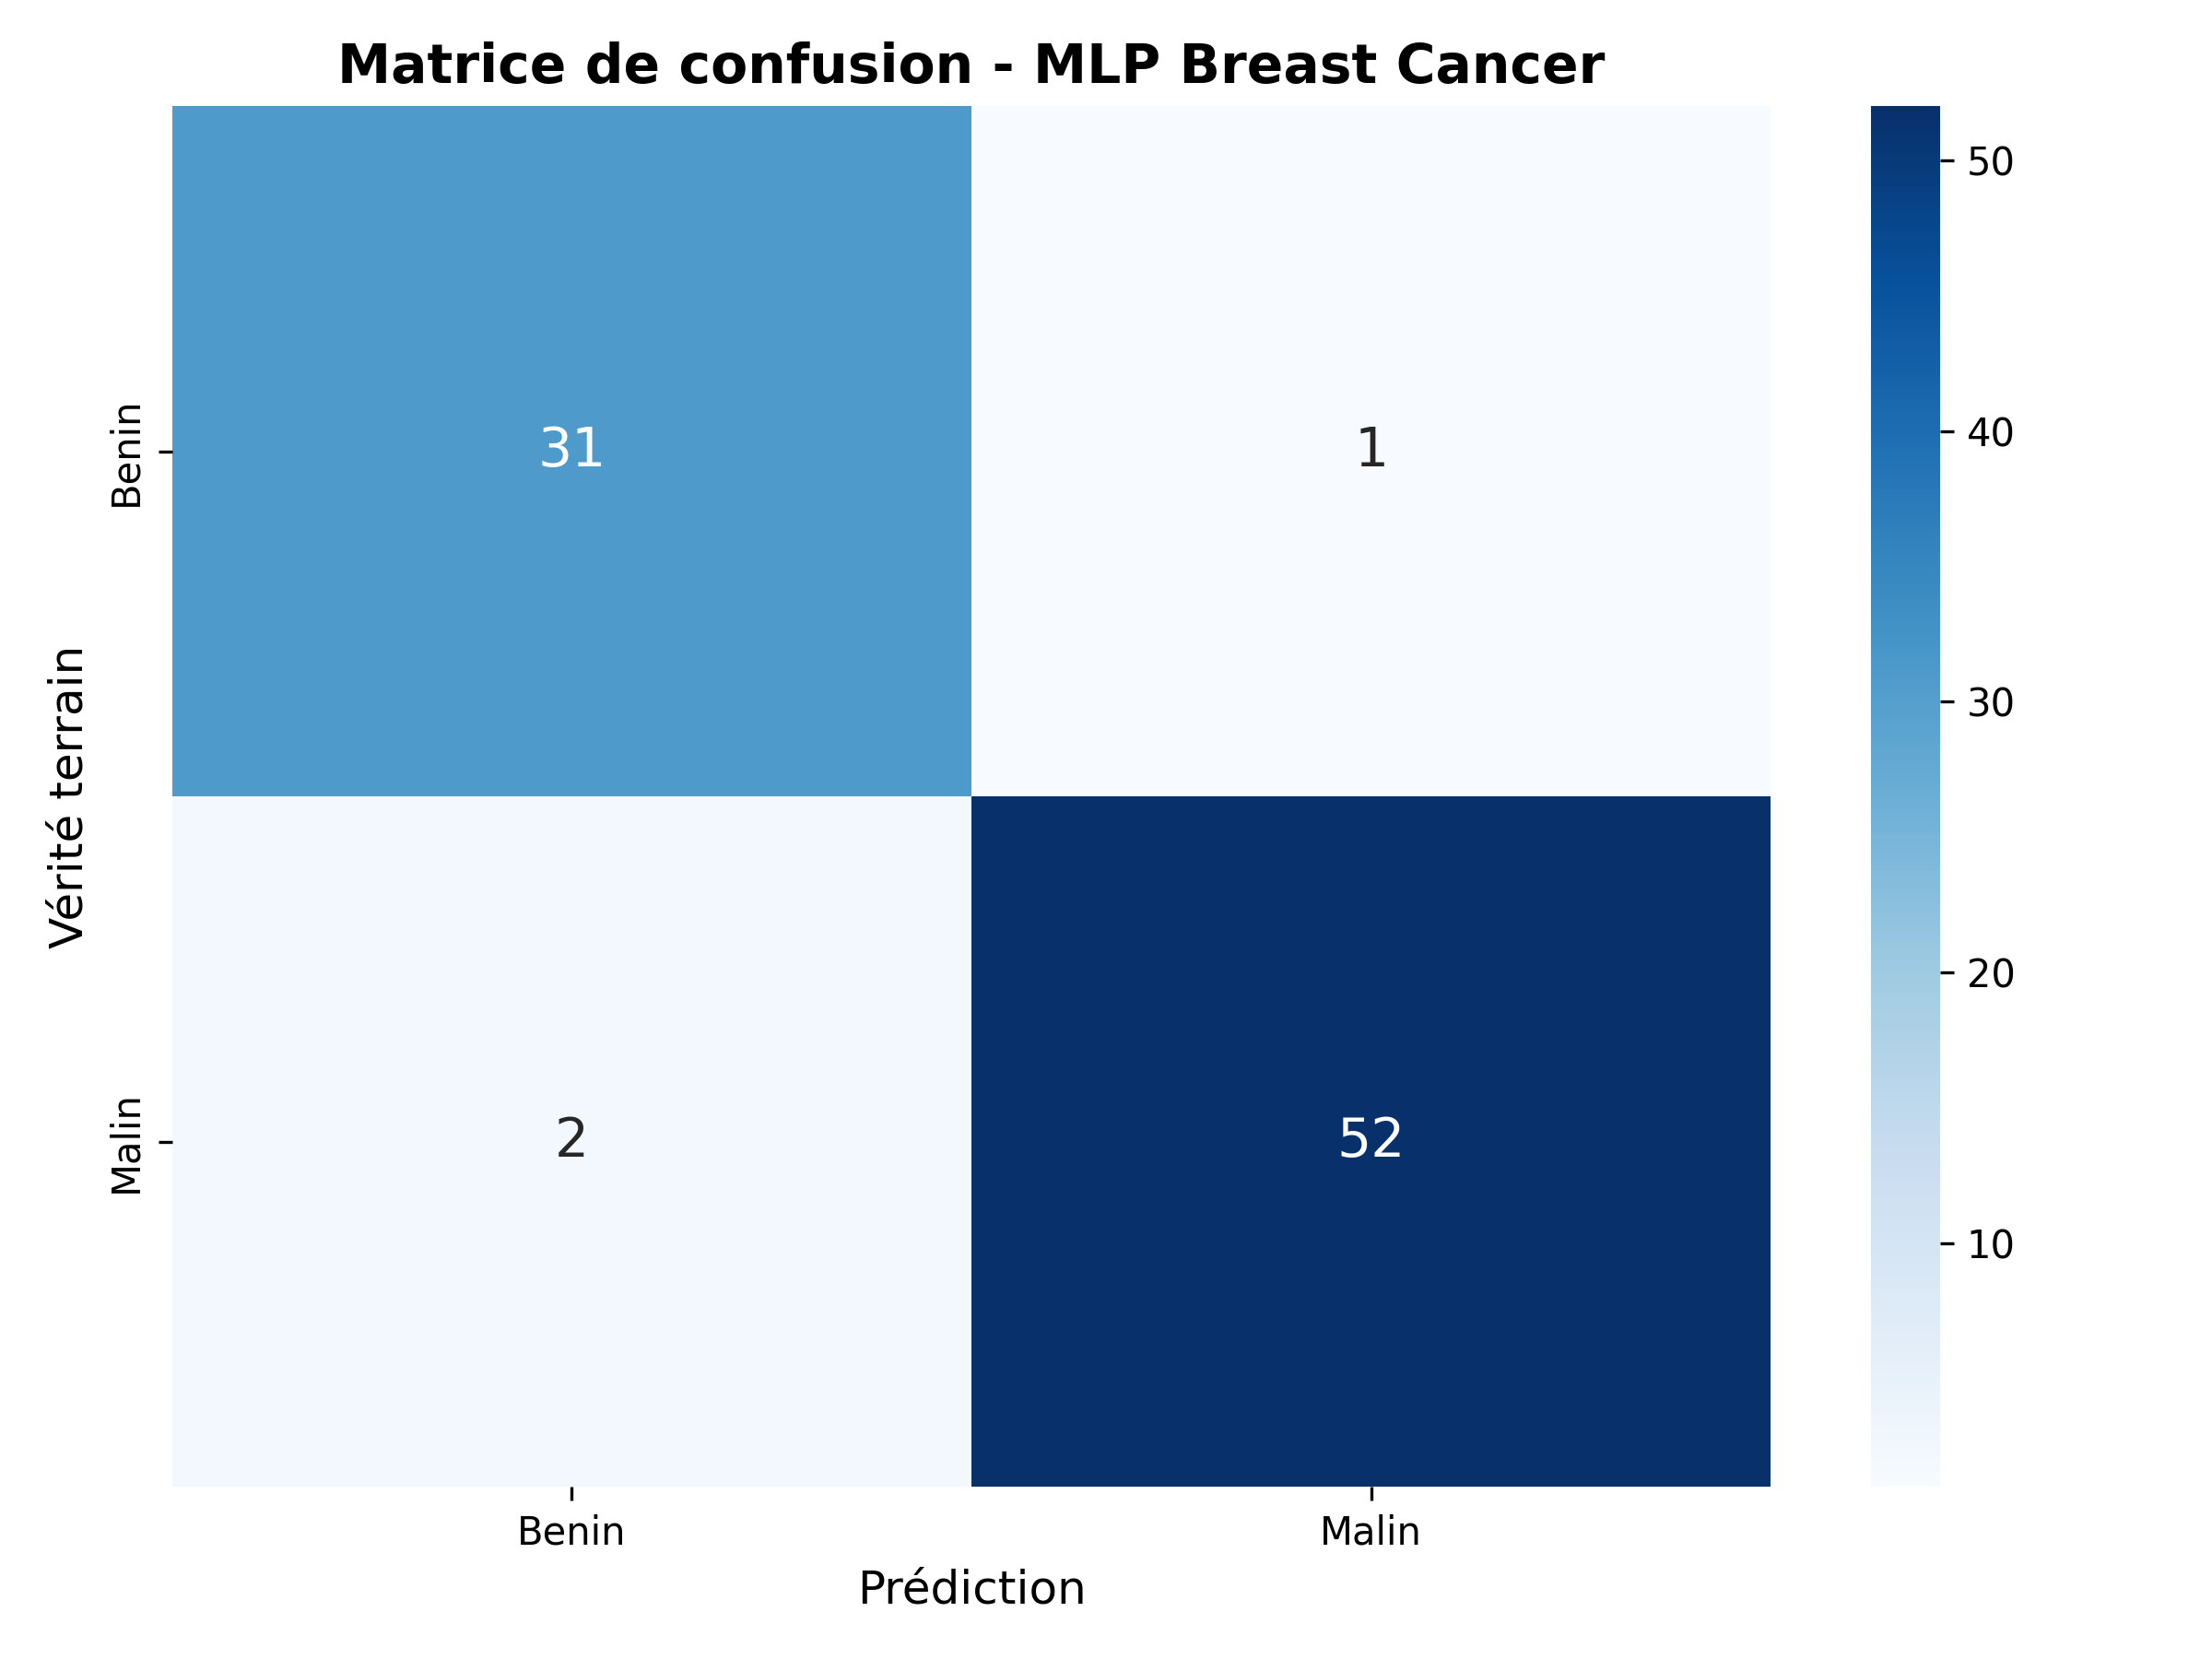 Matrice de confusion - MLP Breast Cancer
Vérité terrain
Benin
31
1
Malin
2
52
Benin
Malin
Prédiction
50
40
30
20
10